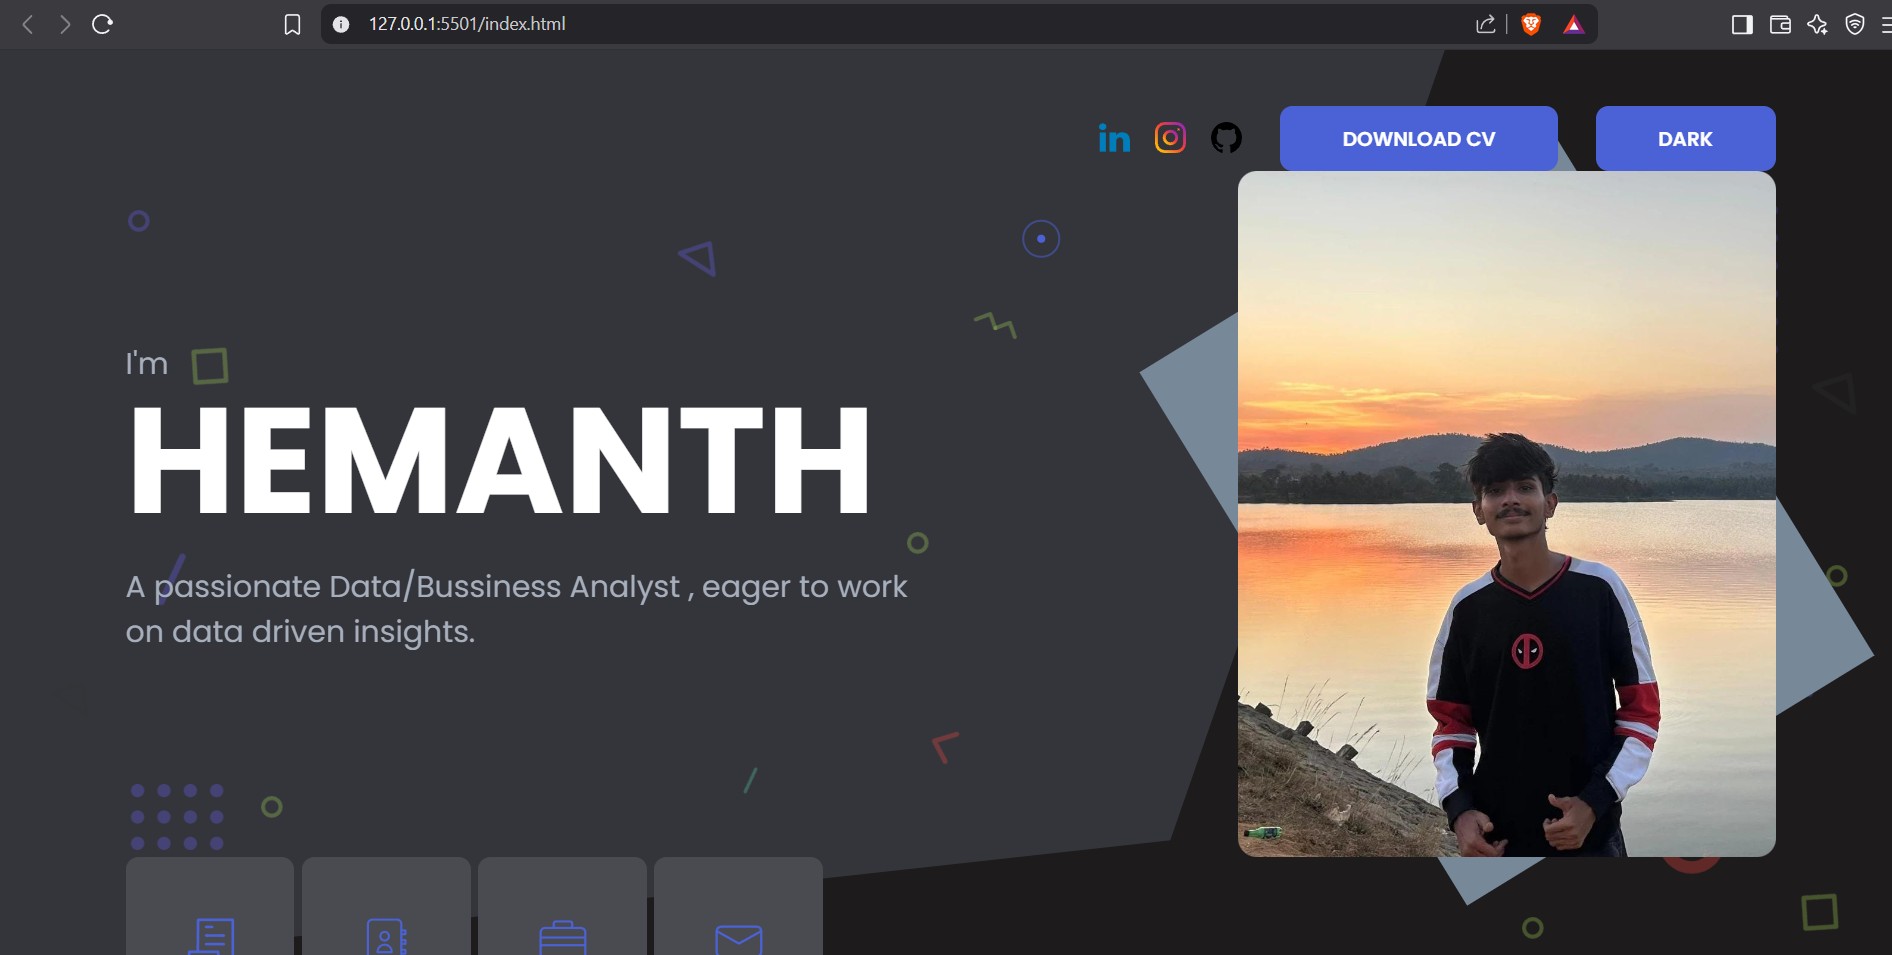 127.0.0.1:5501/index.html
in
DOWNLOAD CV
DARK
I'm
HEMANTH
A passionate Data/Bussiness Analyst , eager to work
on data driven insights.